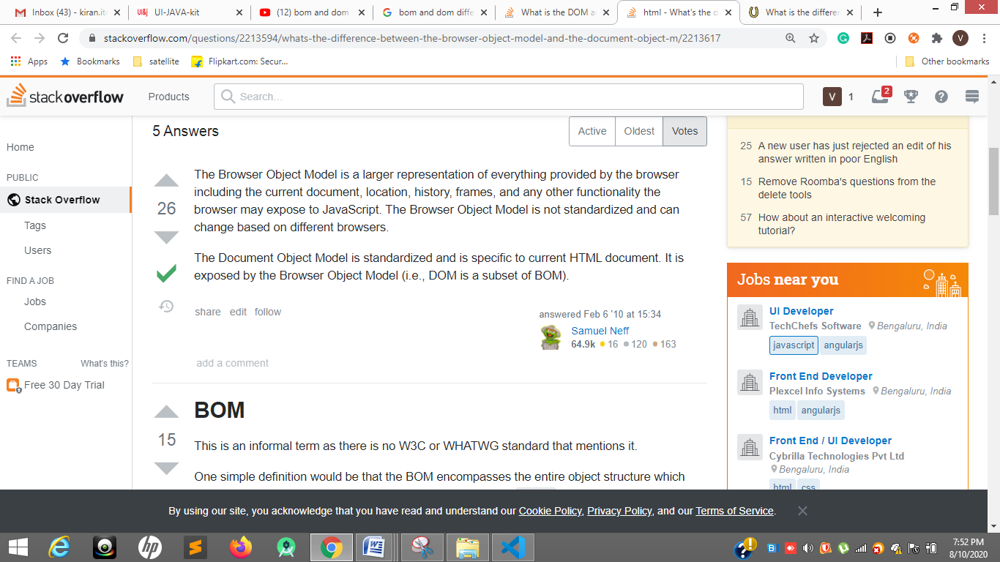 Inbox (43) - kiran.it
UI-JAVA-kit
(12) bom and dom
bom and dom diffe
What is the DOM a
html - What's the d
What is the differen
stackoverflow.com/questions/2213594/whats-the-difference-between-the-browser-object-model-and-the-document-object-m/2213617
V
Apps
Bookmarks
satellite
Flipkart.com: Secur...
Other bookmarks
stackoverflow
Products
Search...
V
1
2
Home
PUBLIC
Stack Overflow
Tags
Users
FIND A JOB
Jobs
Companies
TEAMS
What's this?
Free 30 Day Trial
5 Answers
Active
Oldest
Votes
26
The Browser Object Model is a larger representation of everything provided by the browser
including the current document, location, history, frames, and any other functionality the
browser may expose to JavaScript. The Browser Object Model is not standardized and can
change based on different browsers.
The Document Object Model is standardized and is specific to current HTML document. It is
exposed by the Browser Object Model (i.e., DOM is a subset of BOM).
share edit follow
answered Feb 6 '10 at 15:34
Samuel Neff
64.9k 16 120 163
add a comment
15
BOM
This is an informal term as there is no W3C or WHATWG standard that mentions it.
One simple definition would be that the BOM encompasses the entire object structure which
25 A new user has just rejected an edit of his
answer written in poor English
15 Remove Roomba's questions from the
delete tools
57 How about an interactive welcoming
tutorial?
Jobs near you
UI Developer
TechChefs Software Bengaluru, India
javascript angularjs
Front End Developer
Plexcel Info Systems Bengaluru, India
html angularjs
Front End / UI Developer
Cybrilla Technologies Pvt Ltd
Bengaluru, India
html css
By using our site, you acknowledge that you have read and understand our Cookie Policy, Privacy Policy, and our Terms of Service.
7:52 PM
8/10/2020